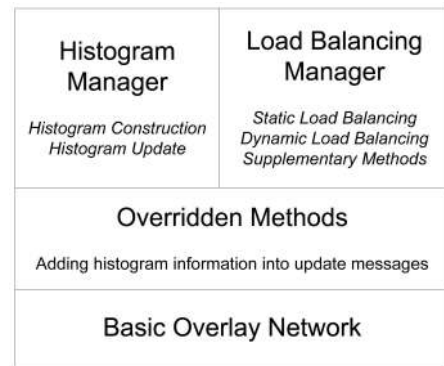 Histogram
Manager
Histogram Construction
Histogram Update
Load Balancing
Manager
Static Load Balancing
Dynamic Load Balancing
Supplementary Methods
Overridden Methods
Adding histogram information into update messages
Basic Overlay Network